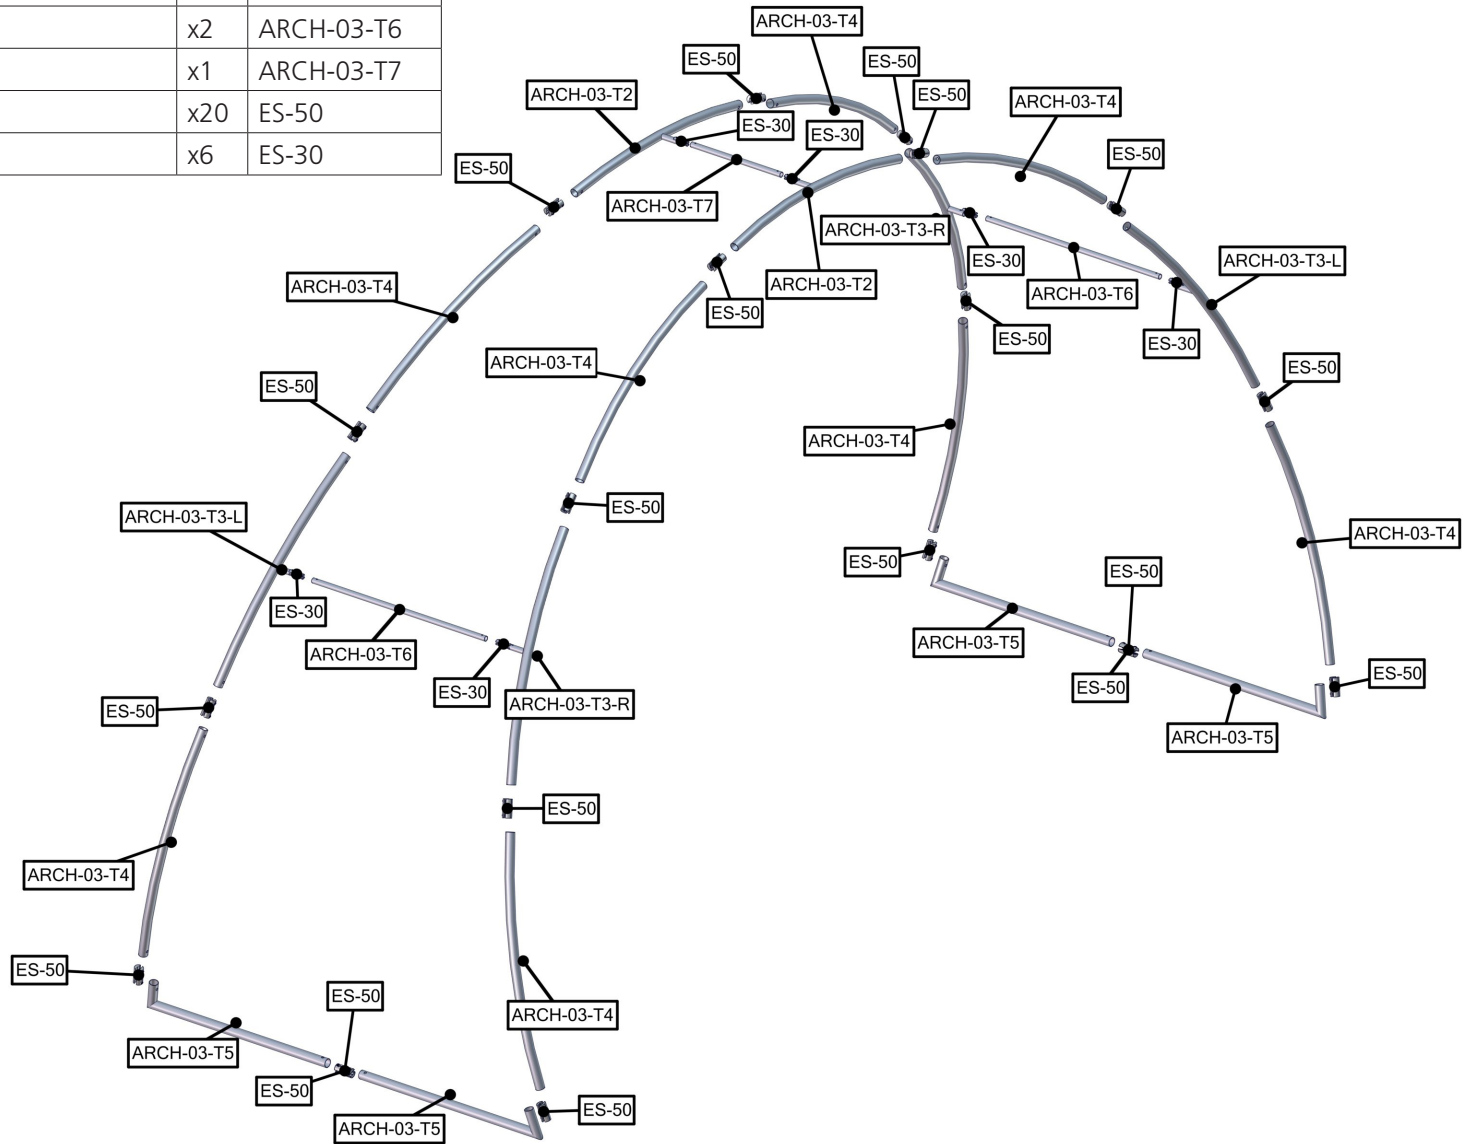 x2 ARCH-03-T6
x1 ARCH-03-T7
x20 ES-50
x6 ES-30
ARCH-03-T4
ES-50
ES-50
ARCH-03-T2
ES-50
ARCH-03-T4
ES-30
ES-30
ES-50
ES-50
ARCH-03-T7
ARCH-03-T3-R
ES-30
ARCH-03-T3-L
ARCH-03-T4
ARCH-03-T2
ARCH-03-T6
ES-50
ES-50
ES-30
ARCH-03-T4
ES-50
ES-50
ARCH-03-T4
ES-50
ARCH-03-T3-L
ARCH-03-T4
ES-50
ES-50
ES-30
ARCH-03-T6
ARCH-03-T5
ES-50
ES-30
ES-50
ARCH-03-T3-R
ES-50
ARCH-03-T5
ES-50
ARCH-03-T4
ES-50
ES-50
ARCH-03-T4
ARCH-03-T5
ES-50
ES-50
ARCH-03-T5